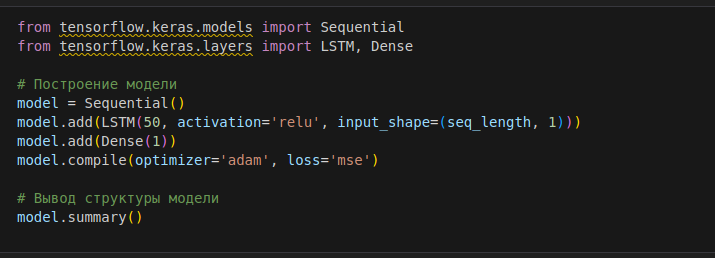 from tensorflow.keras.models import Sequential
from tensorflow.keras.layers import LSTM, Dense
# Построение модели
model = Sequential()
model.add(LSTM(50, activation='relu', input_shape=(seq_length, 1)))
model.add(Dense(1))
model.compile(optimizer='adam', loss='mse')
# Вывод структуры модели
model.summary()